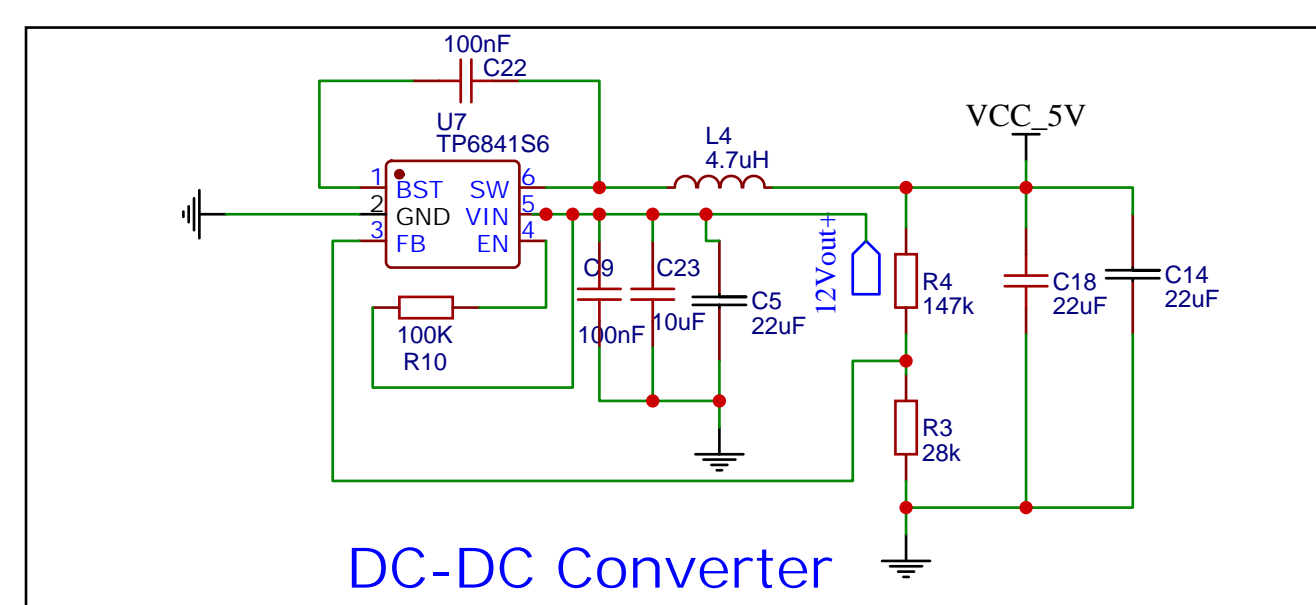 100nF
C22
U7
TP6841S6
1
BST
SW
6
2
GND
VIN
5
3
FB
EN
4
L4
4.7uH
VCC_5V
12Vout+
C9
100nF
C23
10uF
C5
22uF
100K
R10
R4
147k
R3
28k
C18
22uF
C14
22uF
DC-DC Converter